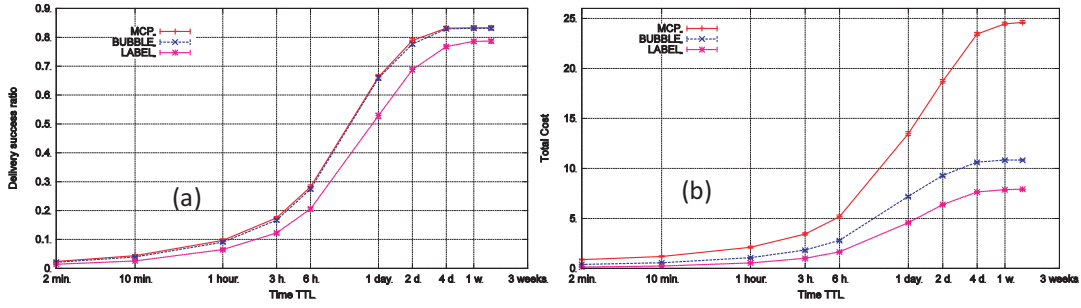 0.9
0.8
0.7
0.6
0.5
0.4
0.3
0.2
0.1
0.
Delivery success ratio
MCP.
BUBBLE.
LABEL.
(a)
2 min. 10 min. 1 hour. 3 h. 6 h. 1 day. 2 d. 4 d. 1 w. 3 weeks.
Time TTL
25.
20.
15.
10.
5.
0.
Total Cost
MCP.
BUBBLE.
LABEL.
(b)
2 min. 10 min. 1 hour. 3 h. 6 h. 1 day. 2 d. 4 d. 1 w. 3 weeks.
Time TTL